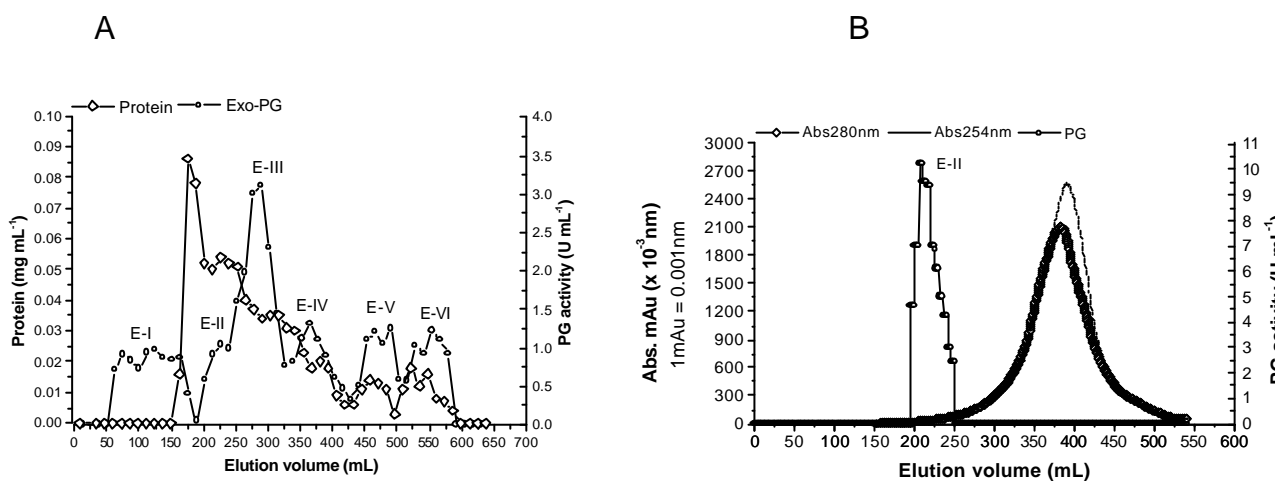 A
B
Protein Exo-PG
0.10
0.09
0.08
0.07
0.06
0.05
0.04
0.03
0.02
0.01
0.00
Protein (mg mL⁻¹)
4.0
3.5
3.0
2.5
2.0
1.5
1.0
0.5
0.0
PG activity (U mL⁻¹)
E-I
E-II
E-III
E-IV
E-V
E-VI
0 50 100 150 200 250 300 350 400 450 500 550 600 650 700
Elution volume (mL)
Abs280nm Abs254nm PG
3000
2700
2400
2100
1800
1500
1200
900
600
300
0
Abs. mAu (x 10⁻³ nm)
1mAu = 0.001nm
E-II
11
10
9
8
7
6
5
4
3
2
1
0
PG activity (U mL⁻¹)
0 50 100 150 200 250 300 350 400 450 500 550 600
Elution volume (mL)